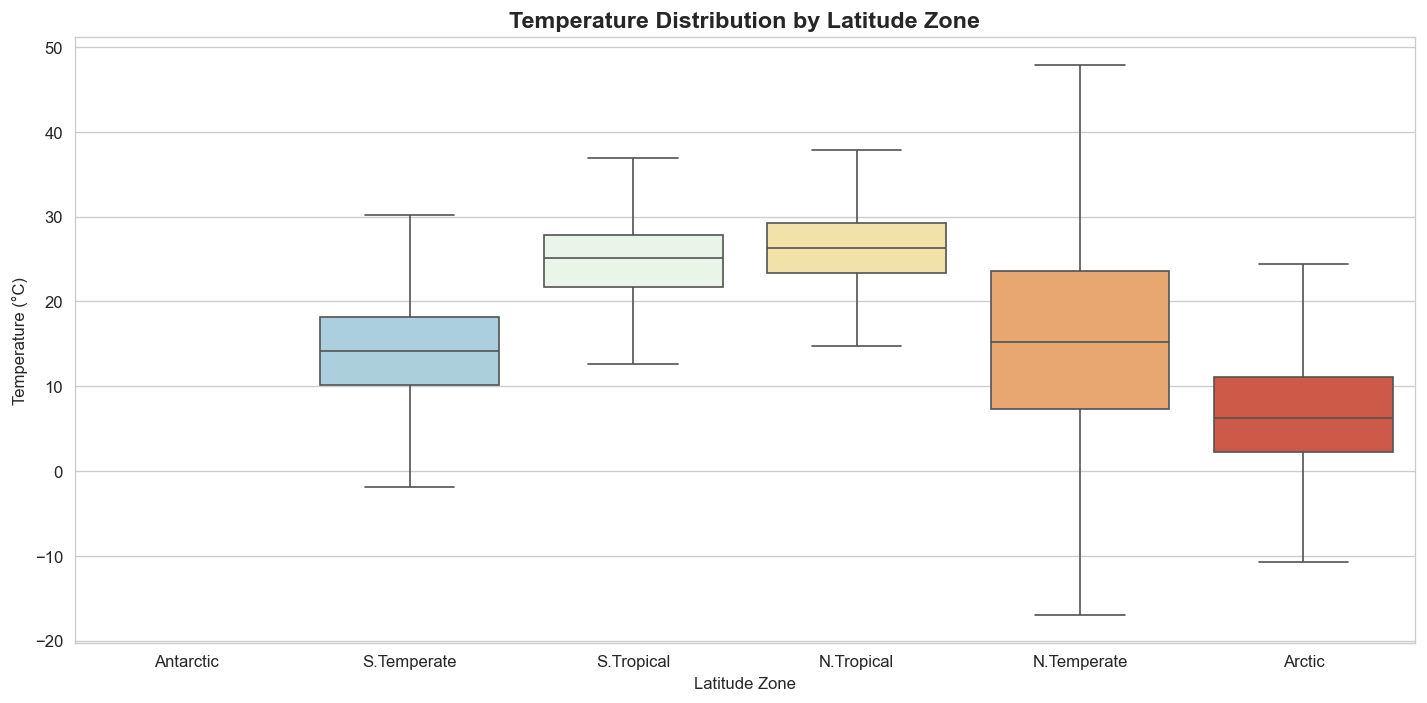 Temperature Distribution by Latitude Zone
Temperature (°C)
50
40
30
20
10
0
−10
−20
Antarctic S.Temperate S.Tropical N.Tropical N.Temperate Arctic
Latitude Zone